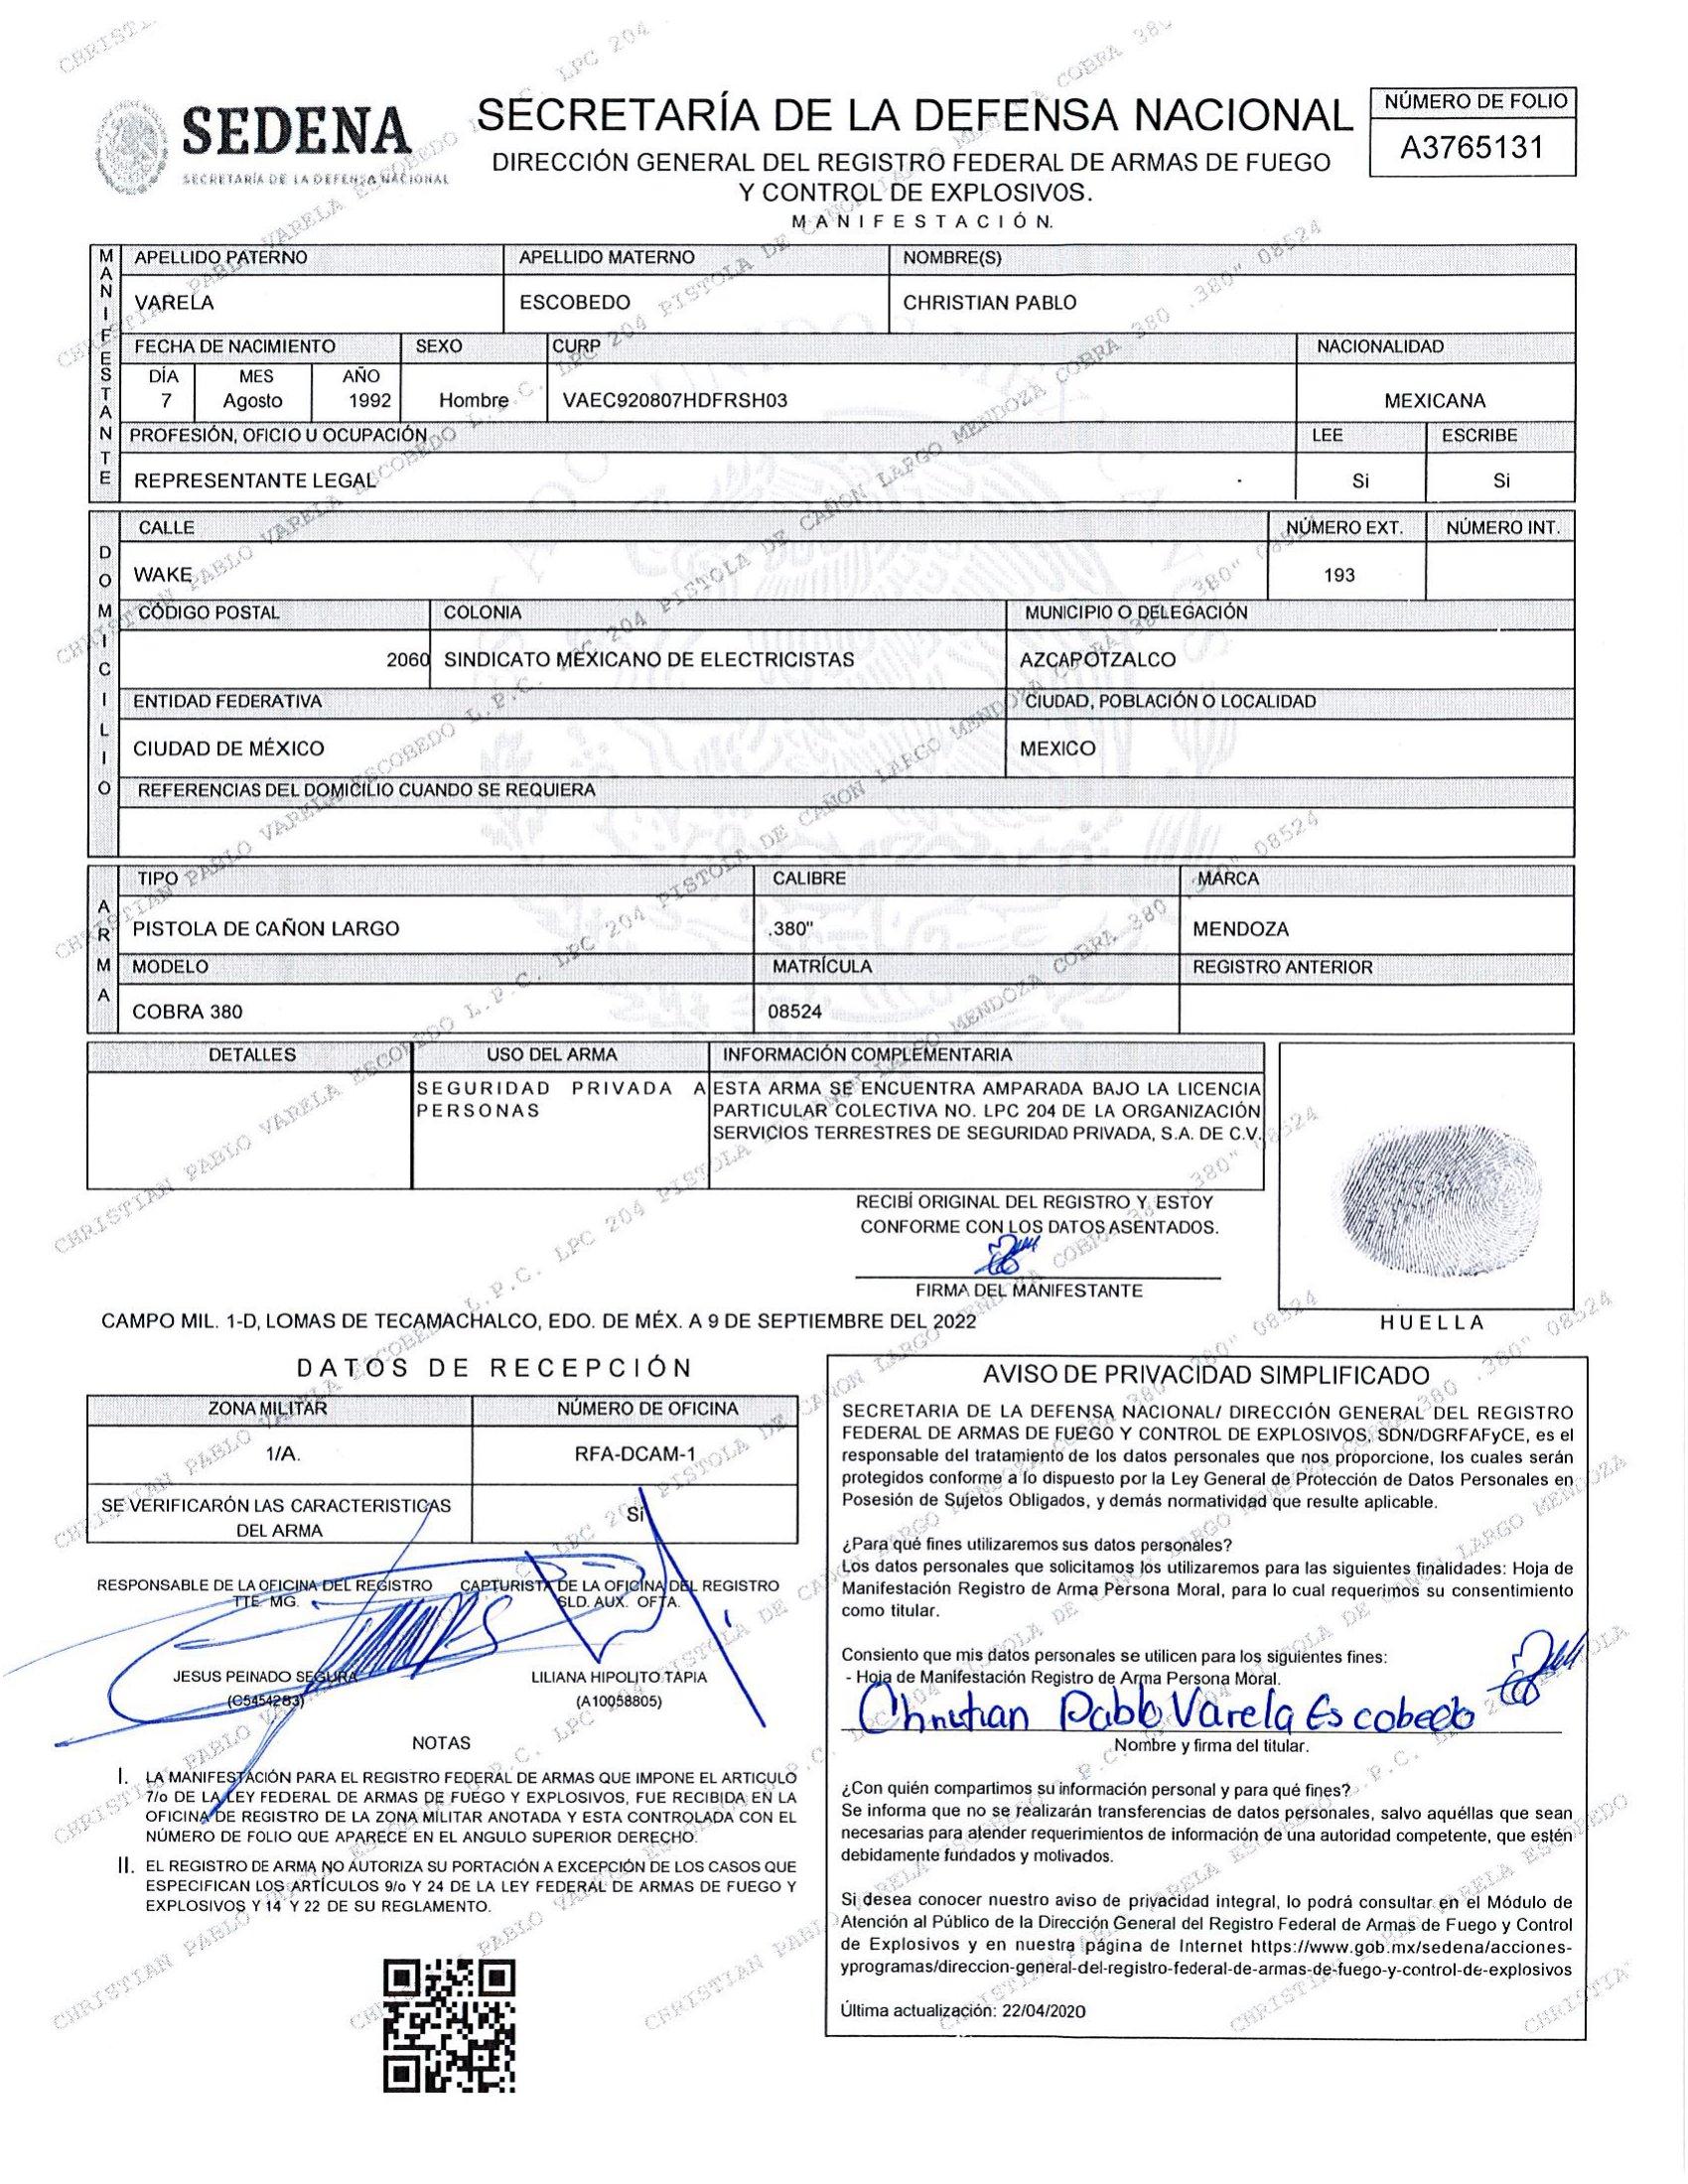 SEDENA
SECRETARÍA DE LA DEFENSA NACIONAL
SECRETARÍA DE LA DEFENSA NACIONAL
DIRECCIÓN GENERAL DEL REGISTRO FEDERAL DE ARMAS DE FUEGO
Y CONTROL DE EXPLOSIVOS.
MANIFESTACIÓN.
NÚMERO DE FOLIO
A3765131
MANIFESTANTE
APELLIDO PATERNO APELLIDO MATERNO NOMBRE(S)
VARELA ESCOBEDO CHRISTIAN PABLO
FECHA DE NACIMIENTO SEXO CURP NACIONALIDAD
DÍA MES AÑO
7 Agosto 1992 Hombre VAEC920807HDFRSH03 MEXICANA
PROFESIÓN, OFICIO U OCUPACIÓN LEE ESCRIBE
REPRESENTANTE LEGAL Si Si
DOMICILIO
CALLE NÚMERO EXT. NÚMERO INT.
WAKE 193
CÓDIGO POSTAL COLONIA MUNICIPIO O DELEGACIÓN
2060 SINDICATO MEXICANO DE ELECTRICISTAS AZCAPOTZALCO
ENTIDAD FEDERATIVA CIUDAD, POBLACIÓN O LOCALIDAD
CIUDAD DE MÉXICO MEXICO
REFERENCIAS DEL DOMICILIO CUANDO SE REQUIERA
ARMA
TIPO CALIBRE MARCA
PISTOLA DE CAÑON LARGO .380" MENDOZA
MODELO MATRÍCULA REGISTRO ANTERIOR
COBRA 380 08524
DETALLES USO DEL ARMA INFORMACIÓN COMPLEMENTARIA
SEGURIDAD PRIVADA A PERSONAS
ESTA ARMA SE ENCUENTRA AMPARADA BAJO LA LICENCIA
PARTICULAR COLECTIVA NO. LPC 204 DE LA ORGANIZACIÓN
SERVICIOS TERRESTRES DE SEGURIDAD PRIVADA, S.A. DE C.V.
RECIBÍ ORIGINAL DEL REGISTRO Y ESTOY
CONFORME CON LOS DATOS ASENTADOS.
FIRMA DEL MANIFESTANTE
HUELLA
CAMPO MIL. 1-D, LOMAS DE TECAMACHALCO, EDO. DE MÉX. A 9 DE SEPTIEMBRE DEL 2022
DATOS DE RECEPCIÓN
ZONA MILITAR NÚMERO DE OFICINA
1/A. RFA-DCAM-1
SE VERIFICARÓN LAS CARACTERISTICAS
DEL ARMA
Si
RESPONSABLE DE LA OFICINA DEL REGISTRO CAPTURISTA DE LA OFICINA DEL REGISTRO
TTE. MG. SLD. AUX. OFTA.
JESUS PEINADO SEGURA LILIANA HIPOLITO TAPIA
(C5454283) (A10058805)
NOTAS
I. LA MANIFESTACIÓN PARA EL REGISTRO FEDERAL DE ARMAS QUE IMPONE EL ARTICULO
7/o DE LA LEY FEDERAL DE ARMAS DE FUEGO Y EXPLOSIVOS, FUE RECIBIDA EN LA
OFICINA DE REGISTRO DE LA ZONA MILITAR ANOTADA Y ESTA CONTROLADA CON EL
NÚMERO DE FOLIO QUE APARECE EN EL ANGULO SUPERIOR DERECHO.
II. EL REGISTRO DE ARMA NO AUTORIZA SU PORTACIÓN A EXCEPCIÓN DE LOS CASOS QUE
ESPECIFICAN LOS ARTÍCULOS 9/o Y 24 DE LA LEY FEDERAL DE ARMAS DE FUEGO Y
EXPLOSIVOS Y 14 Y 22 DE SU REGLAMENTO.
AVISO DE PRIVACIDAD SIMPLIFICADO
SECRETARIA DE LA DEFENSA NACIONAL/ DIRECCIÓN GENERAL DEL REGISTRO
FEDERAL DE ARMAS DE FUEGO Y CONTROL DE EXPLOSIVOS, SDN/DGRFAFyCE, es el
responsable del tratamiento de los datos personales que nos proporcione, los cuales serán
protegidos conforme a lo dispuesto por la Ley General de Protección de Datos Personales en
Posesión de Sujetos Obligados, y demás normatividad que resulte aplicable.
¿Para qué fines utilizaremos sus datos personales?
Los datos personales que solicitamos los utilizaremos para las siguientes finalidades: Hoja de
Manifestación Registro de Arma Persona Moral, para lo cual requerimos su consentimiento
como titular.
Consiento que mis datos personales se utilicen para los siguientes fines:
- Hoja de Manifestación Registro de Arma Persona Moral.
Christian Pablo Varela Escobedo
Nombre y firma del titular.
¿Con quién compartimos su información personal y para qué fines?
Se informa que no se realizarán transferencias de datos personales, salvo aquéllas que sean
necesarias para atender requerimientos de información de una autoridad competente, que estén
debidamente fundados y motivados.
Si desea conocer nuestro aviso de privacidad integral, lo podrá consultar en el Módulo de
Atención al Público de la Dirección General del Registro Federal de Armas de Fuego y Control
de Explosivos y en nuestra página de Internet https://www.gob.mx/sedena/acciones-
yprogramas/direccion-general-del-registro-federal-de-armas-de-fuego-y-control-de-explosivos
Última actualización: 22/04/2020